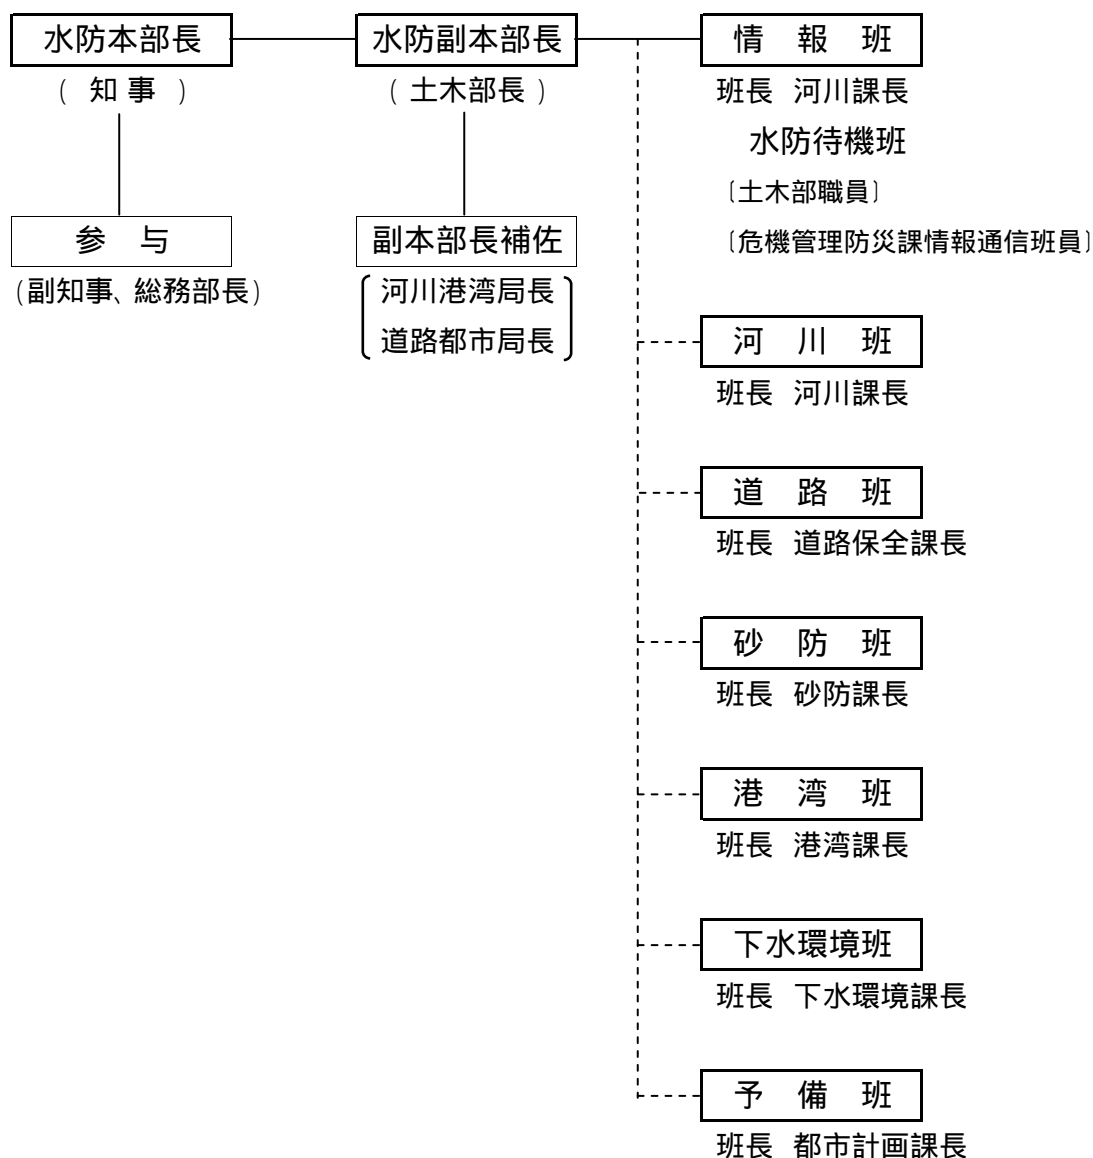 水防本部長
( 知 事 )
参 与
(副知事、総務部長)
水防副本部長
( 土木部長 )
副本部長補佐
河川港湾局長
道路都市局長
情 報 班
班長 河川課長
水防待機班
〔土木部職員〕
〔危機管理防災課情報通信班員〕
河 川 班
班長 河川課長
道 路 班
班長 道路保全課長
砂 防 班
班長 砂防課長
港 湾 班
班長 港湾課長
下水環境班
班長 下水環境課長
予 備 班
班長 都市計画課長